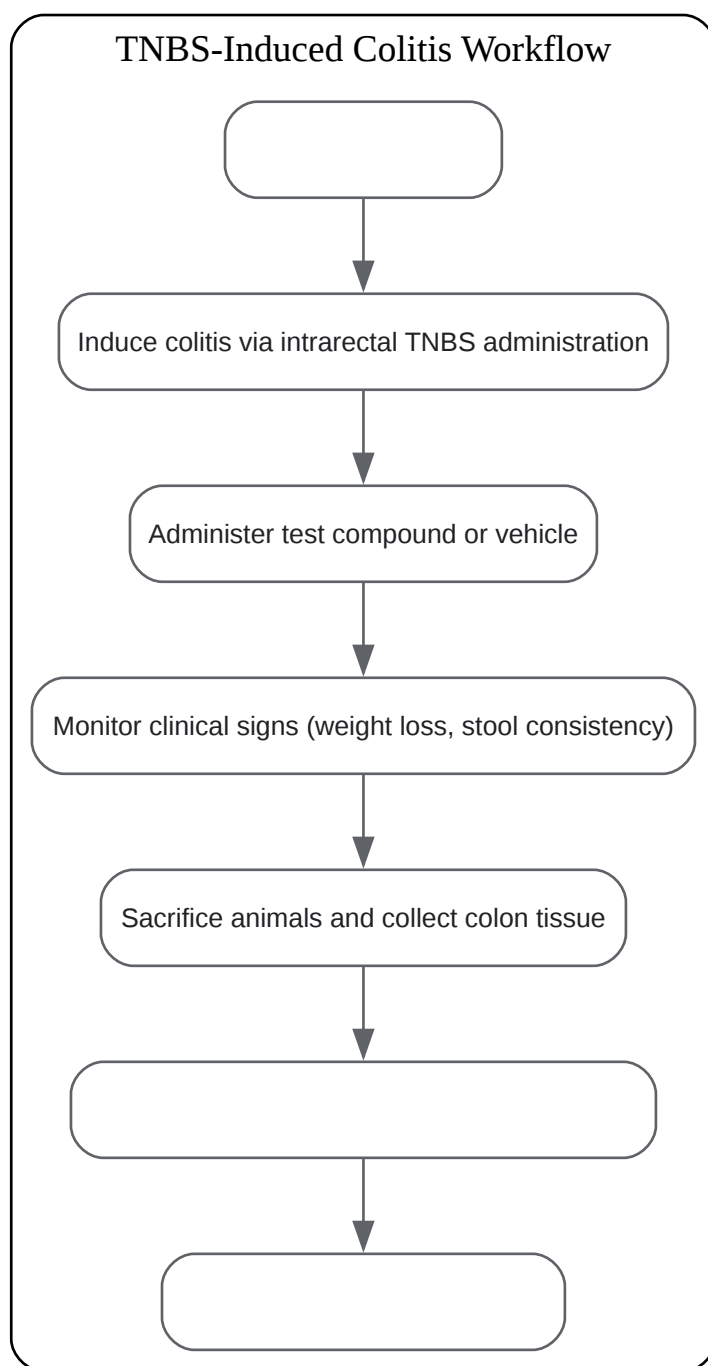 TNBS-Induced Colitis Workflow
Induce colitis via intrarectal TNBS administration
Administer test compound or vehicle
Monitor clinical signs (weight loss, stool consistency)
Sacrifice animals and collect colon tissue